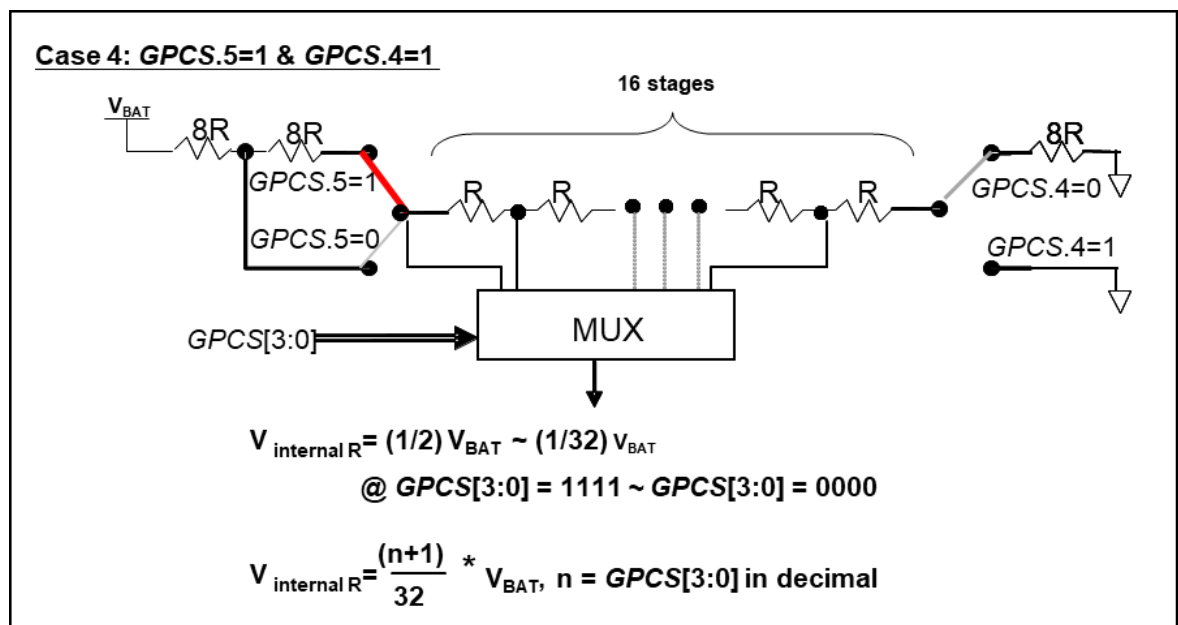 Case 4: GPCS.5=1 & GPCS.4=1
16 stages
VBAT
8R
8R
8R
GPCS.5=1
GPCS.4=0
R
R
R
R
GPCS.5=0
GPCS.4=1
MUX
GPCS[3:0]
V internal R= (1/2) VBAT ~ (1/32) VBAT
@ GPCS[3:0] = 1111 ~ GPCS[3:0] = 0000
V internal R= (n+1)/32 * VBAT, n = GPCS[3:0] in decimal